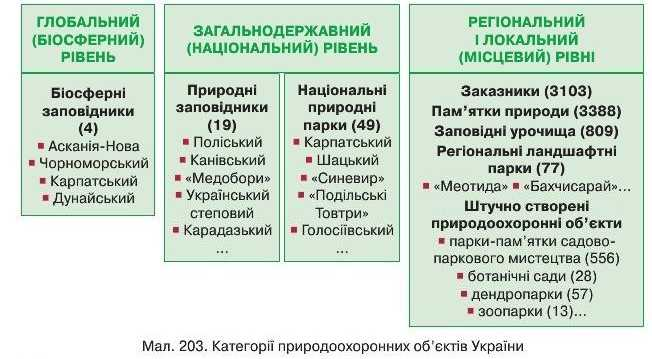 ГЛОБАЛЬНИЙ
(БІОСФЕРНИЙ)
РІВЕНЬ
Біосферні
заповідники
(4)
▪ Асканія-Нова
▪ Чорноморський
▪ Карпатський
▪ Дунайський
ЗАГАЛЬНОДЕРЖАВНИЙ
(НАЦІОНАЛЬНИЙ) РІВЕНЬ
Природні
заповідники
(19)
▪ Поліський
▪ Канівський
▪ «Медобори»
▪ Український
степовий
▪ Карадазький
...
Національні
природні
парки (49)
▪ Карпатський
▪ Шацький
▪ «Синевир»
▪ «Подільські
Товтри»
▪ Голосіївський
...
РЕГІОНАЛЬНИЙ
І ЛОКАЛЬНИЙ
(МІСЦЕВИЙ) РІВНІ
Заказники (3103)
Пам’ятки природи (3388)
Заповідні урочища (809)
Регіональні ландшафтні
парки (77)
▪ «Меотида» ▪ «Бахчисарай»...
Штучно створені
природоохоронні об’єкти
▪ парки-пам’ятки садово-
паркового мистецтва (556)
▪ ботанічні сади (28)
▪ дендропарки (57)
▪ зоопарки (13)...
Мал. 203. Категорії природоохоронних об’єктів України